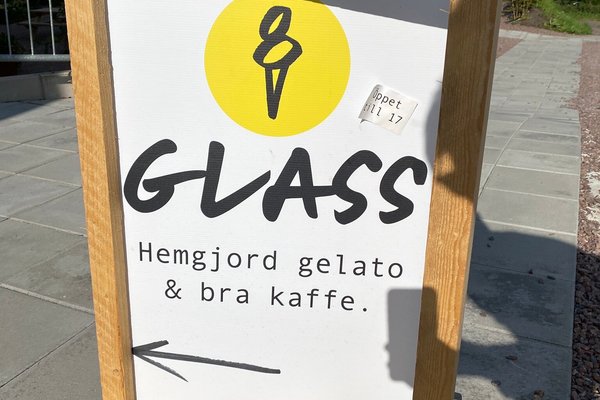 öppet
till 17
GLASS
Hemgjord gelato
& bra kaffe.